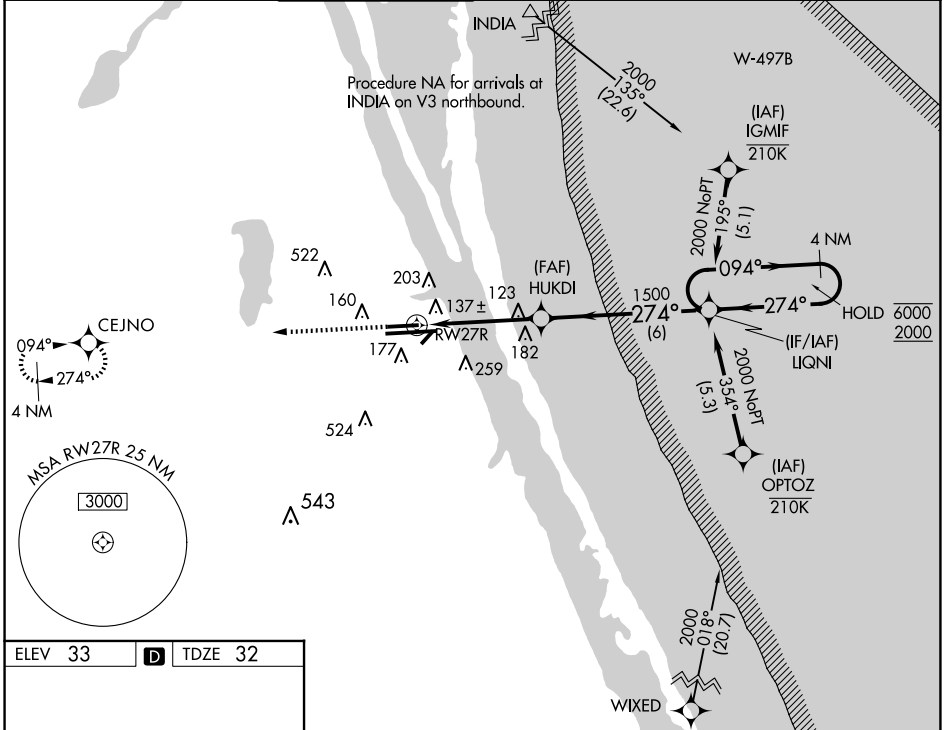 INDIA
W-497B
2000
135°
(22.6)
Procedure NA for arrivals at
INDIA on V3 northbound.
(IAF)
IGMIF
210K
2000 NoPT
195°
(5.1)
4 NM
094°
522
203
160
137±
123
(FAF)
HUKDI
1500
274°
(6)
274°
HOLD
6000
2000
RW27R
182
177
259
(IF/IAF)
LIQNI
CEJNO
094°
274°
4 NM
2000 NoPT
354°
(5.3)
524
(IAF)
OPTOZ
210K
MSA RW27R 25 NM
3000
543
2000
018°
(20.7)
WIXED
ELEV 33 D TDZE 32